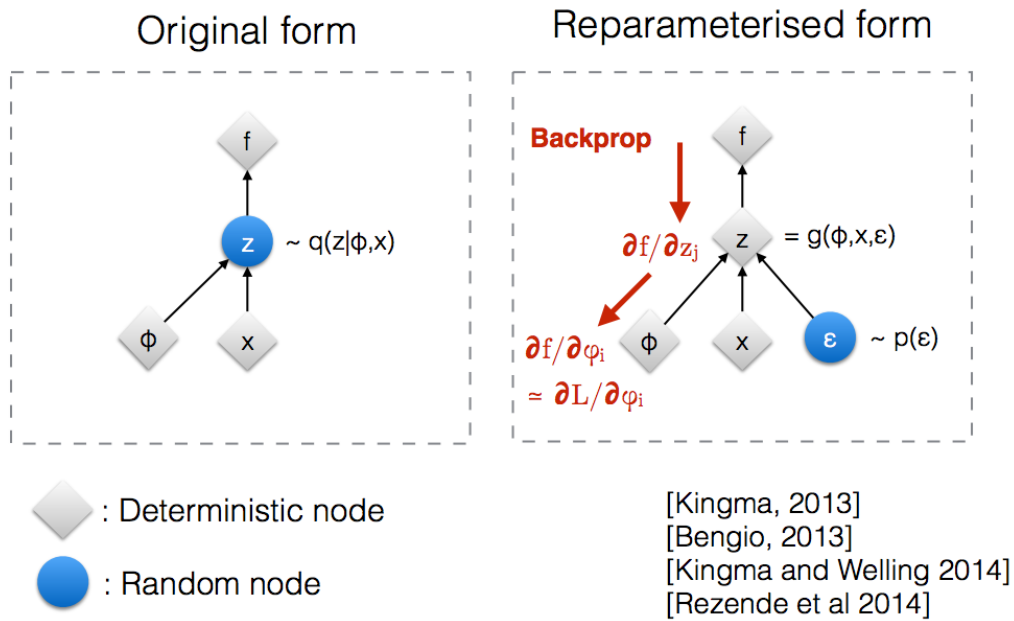 Original form
f
z
~ q(z|ϕ,x)
ϕ
x
Reparameterised form
f
Backprop
∂f/∂zⱼ
z
= g(ϕ,x,ε)
∂f/∂φᵢ
≃ ∂L/∂φᵢ
ϕ
x
ε
~ p(ε)
: Deterministic node
: Random node
[Kingma, 2013]
[Bengio, 2013]
[Kingma and Welling 2014]
[Rezende et al 2014]